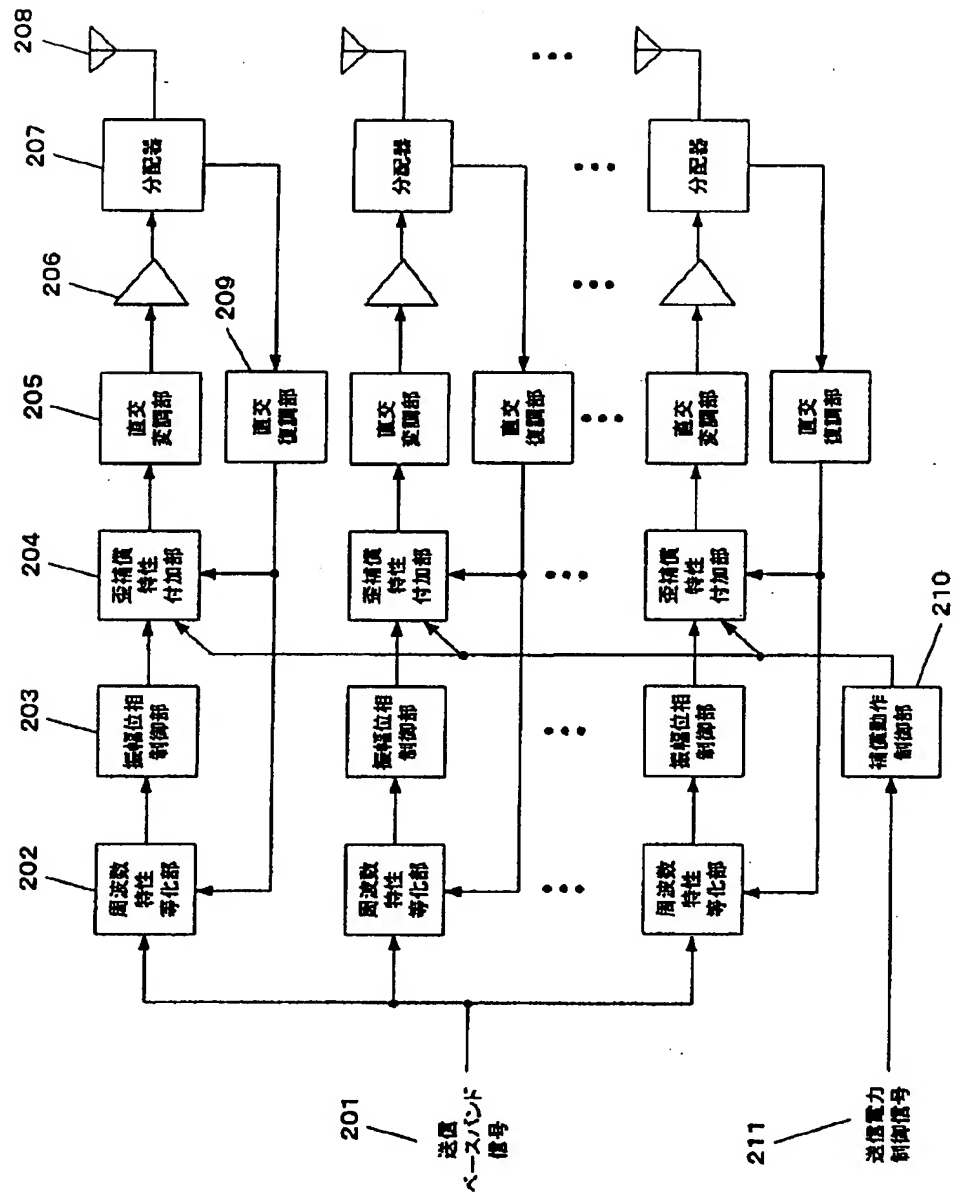 208
207
分配器
分配器
分配器
206
209
205
直交
変調部
直交
復調部
直交
変調部
直交
復調部
直交
変調部
直交
復調部
204
歪補償
特性
付加部
歪補償
特性
付加部
歪補償
特性
付加部
203
振幅位相
制御部
振幅位相
制御部
振幅位相
制御部
210
補償動作
制御部
202
周波数
特性
等化部
周波数
特性
等化部
周波数
特性
等化部
201
送信
ベースバンド
信号
211
送信電力
制御信号